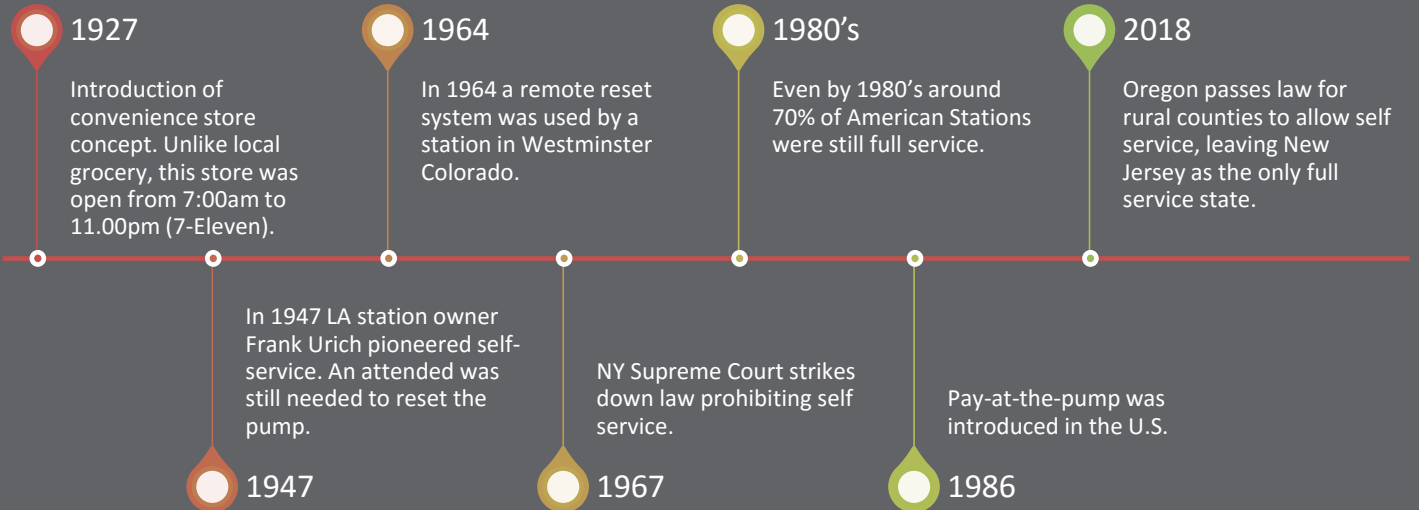 1927
Introduction of
convenience store
concept. Unlike local
grocery, this store was
open from 7:00am to
11.00pm (7-Eleven).
In 1947 LA station owner
Frank Urich pioneered self-
service. An attended was
still needed to reset the
pump.
1947
1964
In 1964 a remote reset
system was used by a
station in Westminster
Colorado.
NY Supreme Court strikes
down law prohibiting self
service.
1967
1980’s
Even by 1980’s around
70% of American Stations
were still full service.
Pay-at-the-pump was
introduced in the U.S.
1986
2018
Oregon passes law for
rural counties to allow self
service, leaving New
Jersey as the only full
service state.